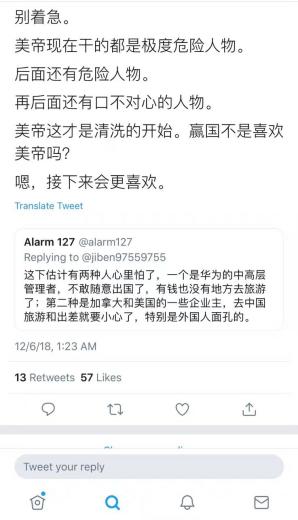 别着急。
美帝现在干的都是极度危险人物。
后面还有危险人物。
再后面还有口不对心的人物。
美帝这才是清洗的开始。赢国不是喜欢
美帝吗?
嗯，接下来会更喜欢。
Translate Tweet
Alarm 127 @alarm127
Replying to @jiben97559755
这下估计有两种人心里怕了，一个是华为的中高层
管理者，不敢随意出国了，有钱也没有地方去旅游
了；第二种是加拿大和美国的一些企业主，去中国
旅游和出差就要小心了，特别是外国人面孔的。
12/6/18, 1:23 AM
13 Retweets 57 Likes
Tweet your reply